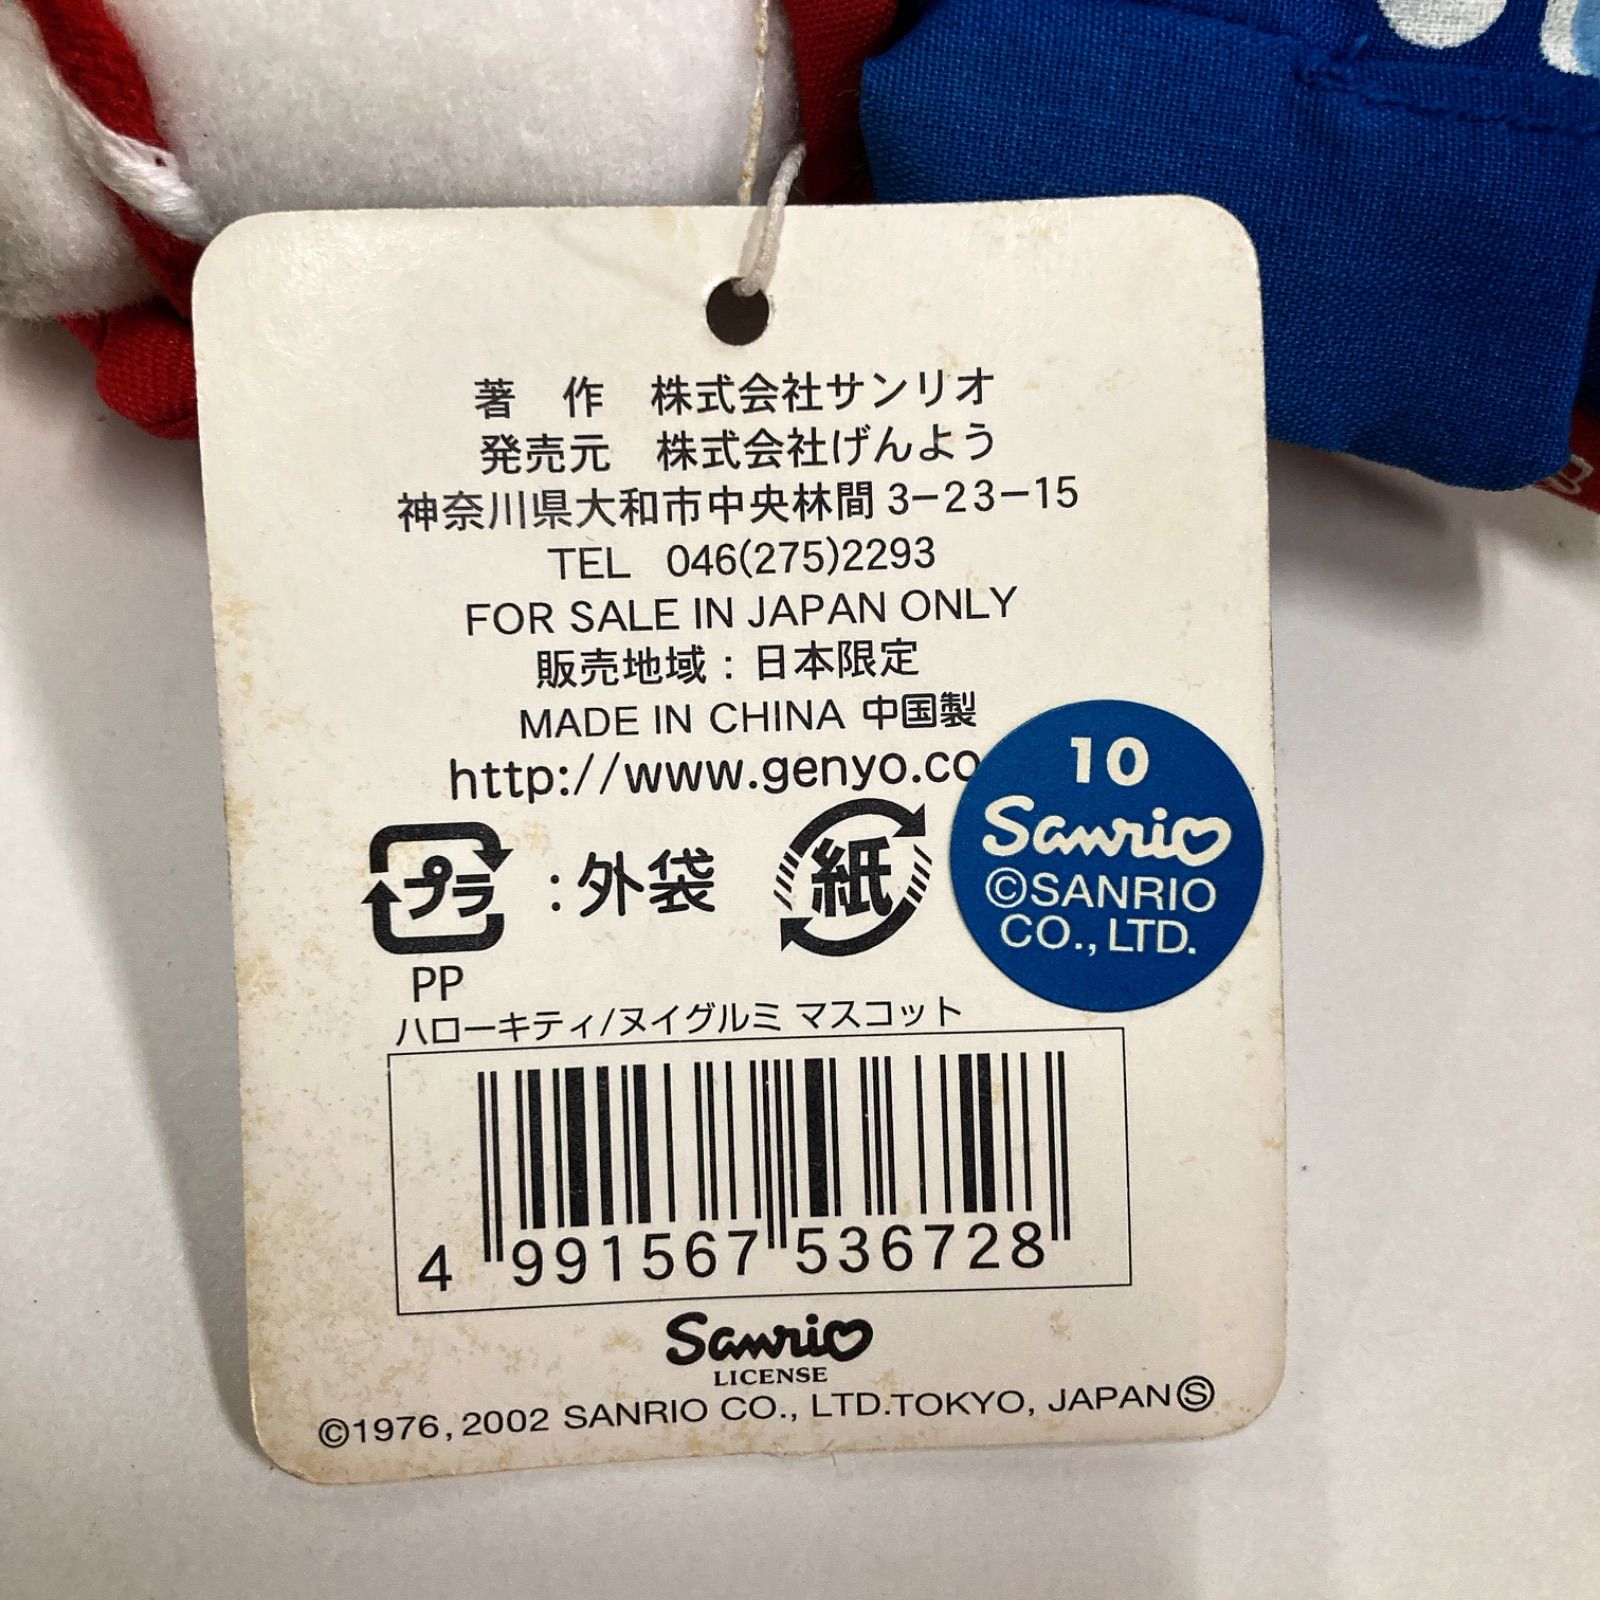 著 作 株式会社サンリオ
発売元 株式会社げんよう
神奈川県大和市中央林間 3-23-15
TEL 046(275)2293
FOR SALE IN JAPAN ONLY
販売地域：日本限定
MADE IN CHINA 中国製
http://www.genyo.co
10
Sanrio
©SANRIO
CO., LTD.
プラ :外袋 紙
PP
ハローキティ/ヌイグルミ マスコット
4 991567 536728
Sanrio
LICENSE
©1976, 2002 SANRIO CO., LTD.TOKYO, JAPANⓈ